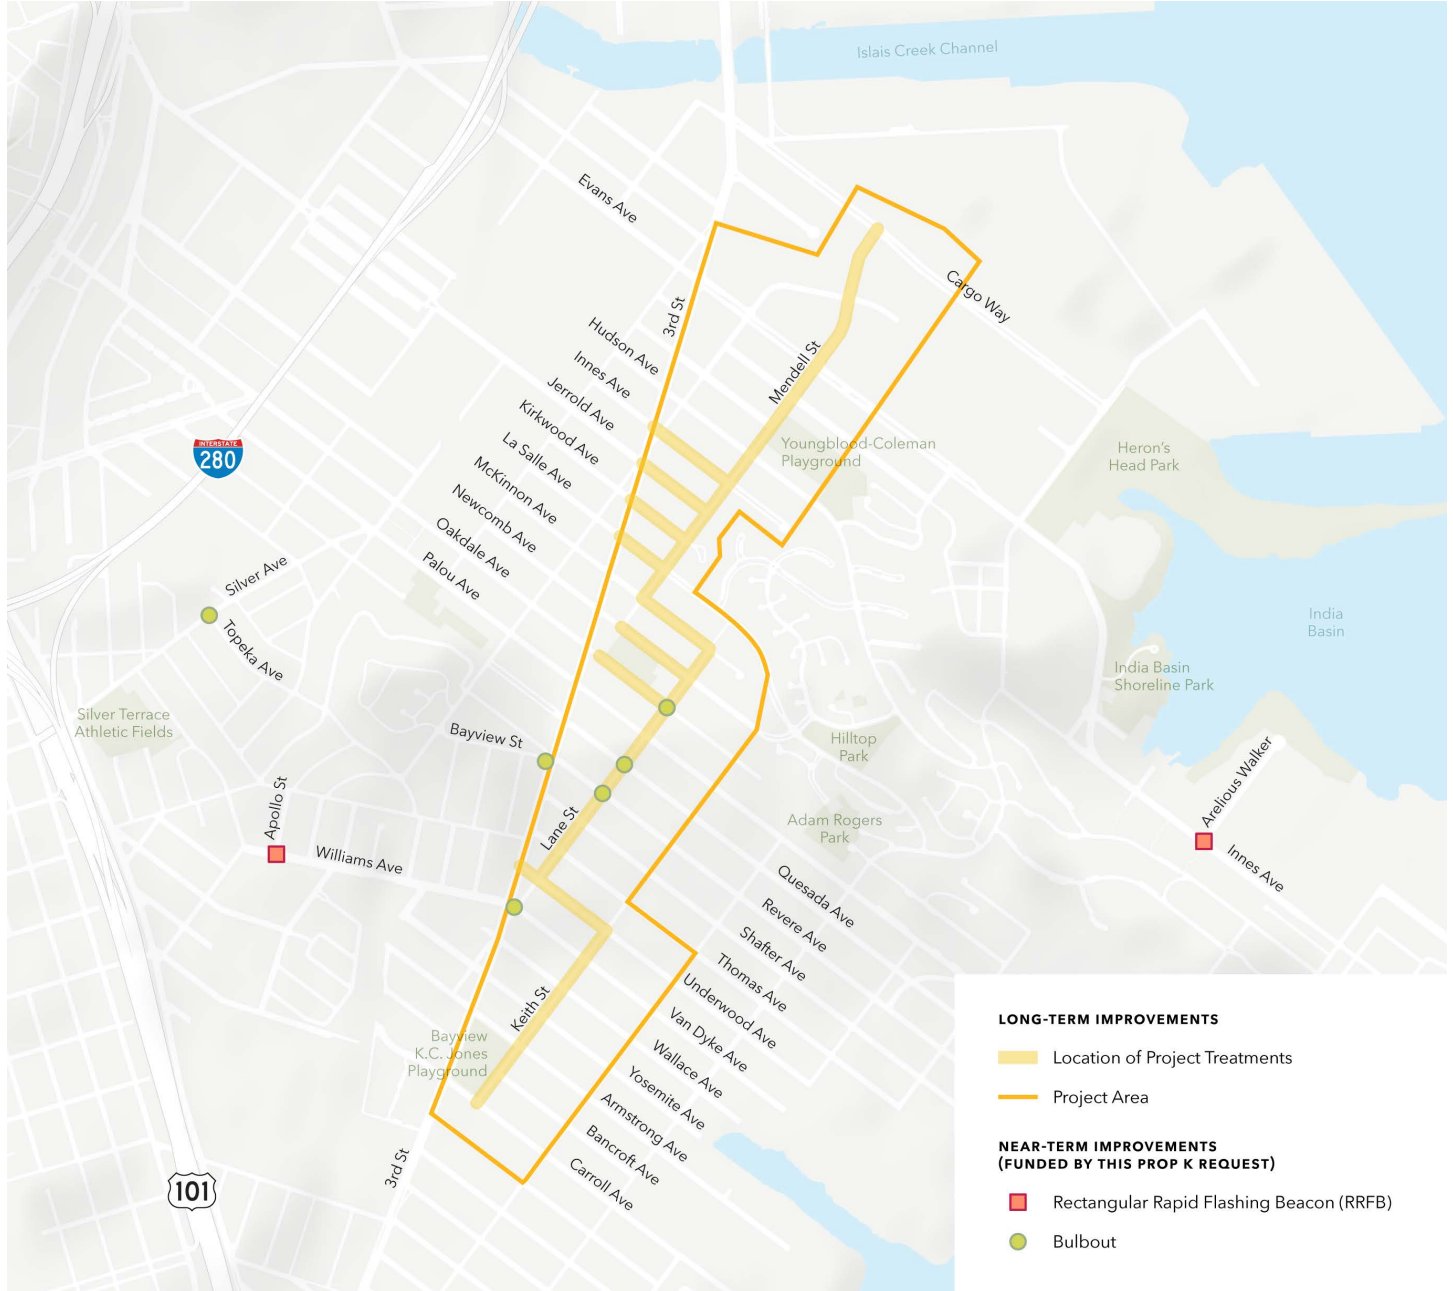 Islais Creek Channel
Evans Ave
Cargo Way
3rd St
Hudson Ave
Innes Ave
Jerrold Ave
Kirkwood Ave
La Salle Ave
McKinnon Ave
Newcomb Ave
Oakdale Ave
Palou Ave
Mendell St
Youngblood-Coleman
Playground
Heron's
Head Park
INTERSTATE
280
Silver Ave
Topeka Ave
India
Basin
India Basin
Shoreline Park
Silver Terrace
Athletic Fields
Bayview St
Hilltop
Park
Arelious Walker
Apollo St
Williams Ave
Lane St
Adam Rogers
Park
Innes Ave
Quesada Ave
Revere Ave
Shafter Ave
Thomas Ave
Underwood Ave
Van Dyke Ave
Wallace Ave
Yosemite Ave
Armstrong Ave
Bancroft Ave
Carroll Ave
Keith St
Bayview
K.C. Jones
Playground
3rd St
101
LONG-TERM IMPROVEMENTS
Location of Project Treatments
Project Area
NEAR-TERM IMPROVEMENTS
(FUNDED BY THIS PROP K REQUEST)
Rectangular Rapid Flashing Beacon (RRFB)
Bulbout